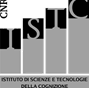 CNR
ISTC
ISTITUTO DI SCIENZE E TECNOLOGIE
DELLA COGNIZIONE